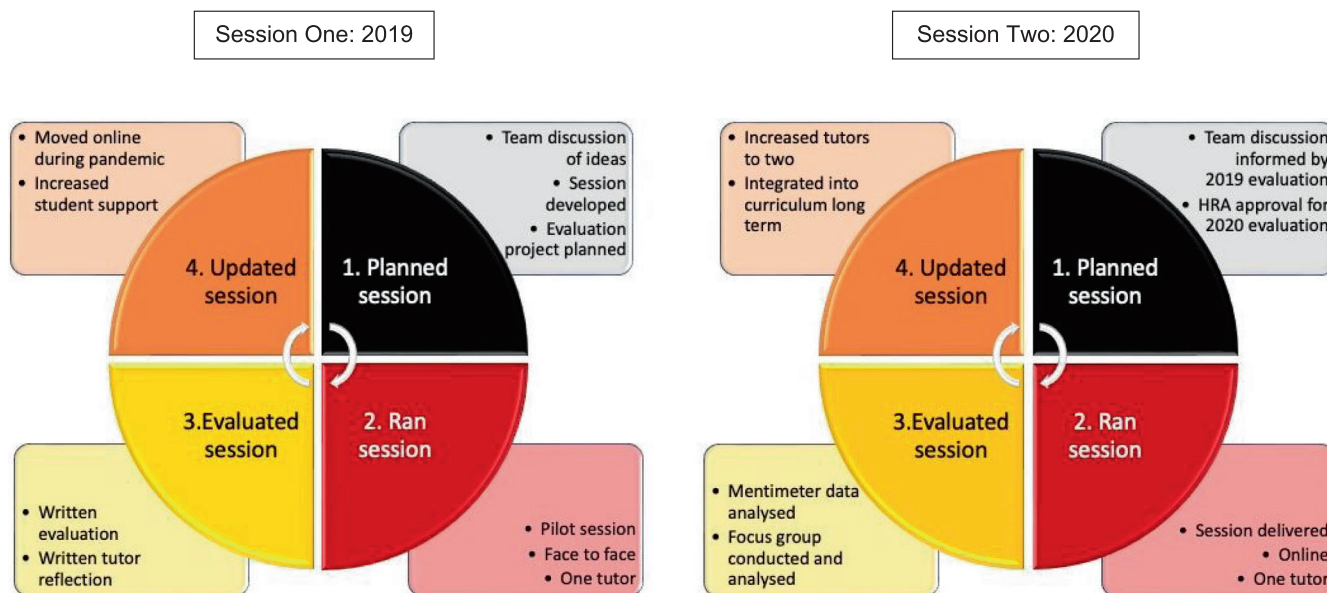 Session One: 2019
• Moved online
during pandemic
• Increased
student support
• Team discussion
of ideas
• Session
developed
• Evaluation
project planned
4. Updated
session
1. Planned
session
3.Evaluated
session
2. Ran
session
• Written
evaluation
• Written tutor
reflection
• Pilot session
• Face to face
• One tutor
Session Two: 2020
• Increased tutors
to two
• Integrated into
curriculum long
term
• Team discussion
informed by
2019 evaluation
• HRA approval for
2020 evaluation
4. Updated
session
1. Planned
session
3.Evaluated
session
2. Ran
session
• Mentimeter data
analysed
• Focus group
conducted and
analysed
• Session delivered
• Online
• One tutor